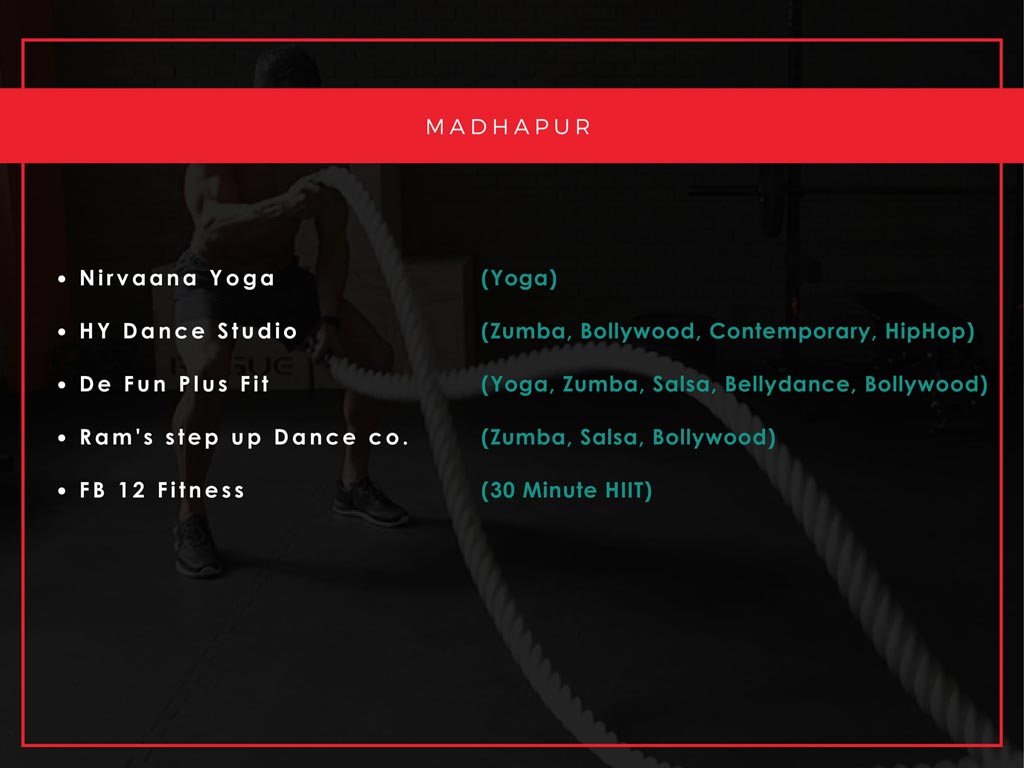 MADHAPUR
• Nirvaana Yoga (Yoga)
• HY Dance Studio (Zumba, Bollywood, Contemporary, HipHop)
• De Fun Plus Fit (Yoga, Zumba, Salsa, Bellydance, Bollywood)
• Ram's step up Dance co. (Zumba, Salsa, Bollywood)
• FB 12 Fitness (30 Minute HIIT)